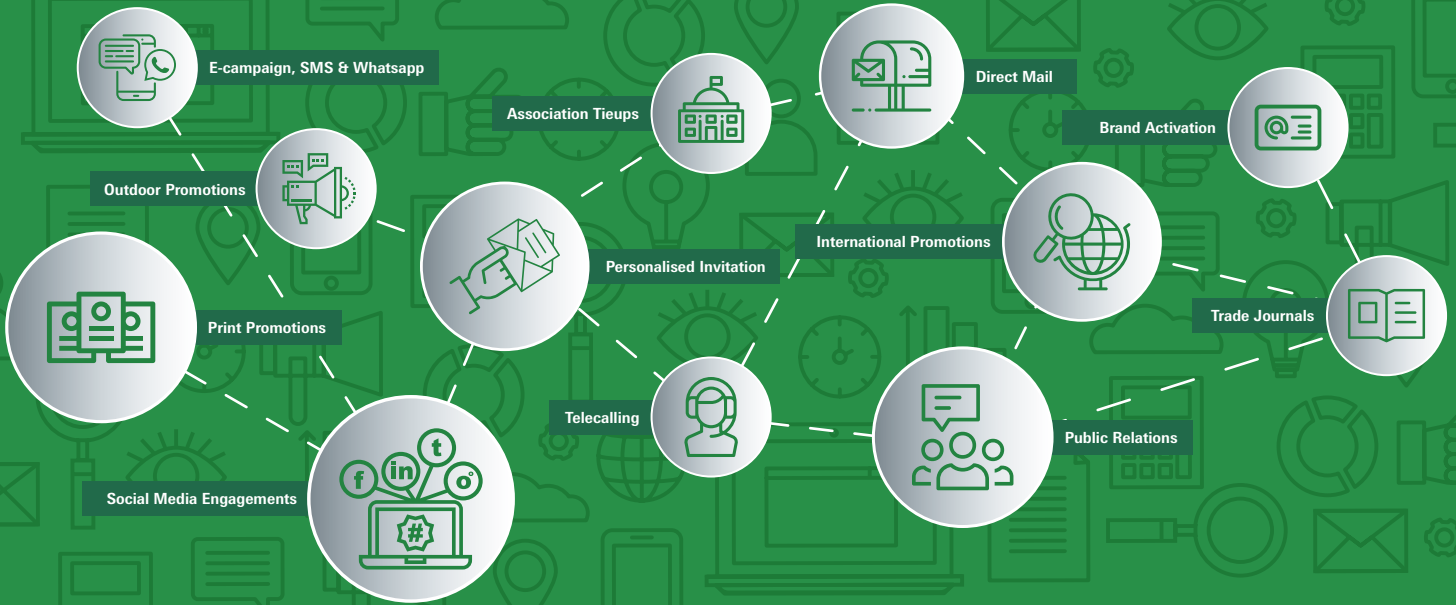 E-campaign, SMS & Whatsapp
Direct Mail
Association Tieups
Brand Activation
Outdoor Promotions
International Promotions
Personalised Invitation
Trade Journals
Print Promotions
Telecalling
Public Relations
Social Media Engagements
f
in
t
#
@